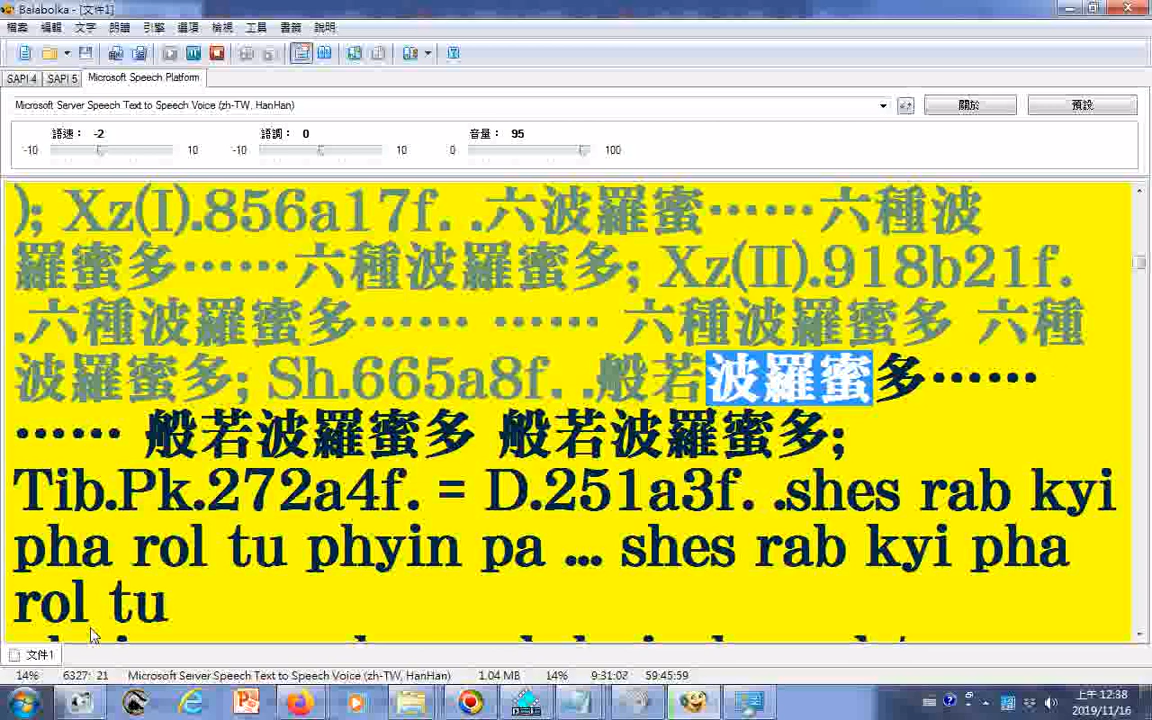 Balabolka - [文件1]
檔案 編輯 文字 朗讀 引擎 選項 檢視 工具 書籤 說明
SAPI 4 SAPI 5 Microsoft Speech Platform
Microsoft Server Speech Text to Speech Voice (zh-TW, HanHan) 關於 預設
語速： -2 語調： 0 音量： 95
-10 10 -10 10 0 100
); Xz(I).856a17f. .六波羅蜜……六種波
羅蜜多……六種波羅蜜多; Xz(II).918b21f.
.六種波羅蜜多…… …… 六種波羅蜜多 六種
波羅蜜多; Sh.665a8f. .般若波羅蜜多……
…… 般若波羅蜜多 般若波羅蜜多;
Tib.Pk.272a4f. = D.251a3f. .shes rab kyi
pha rol tu phyin pa ... shes rab kyi pha
rol tu
文件1
14% 6327: 21 Microsoft Server Speech Text to Speech Voice (zh-TW, HanHan) 1.04 MB 14% 9:31:02 59:45:59
上午 12:38
2019/11/16